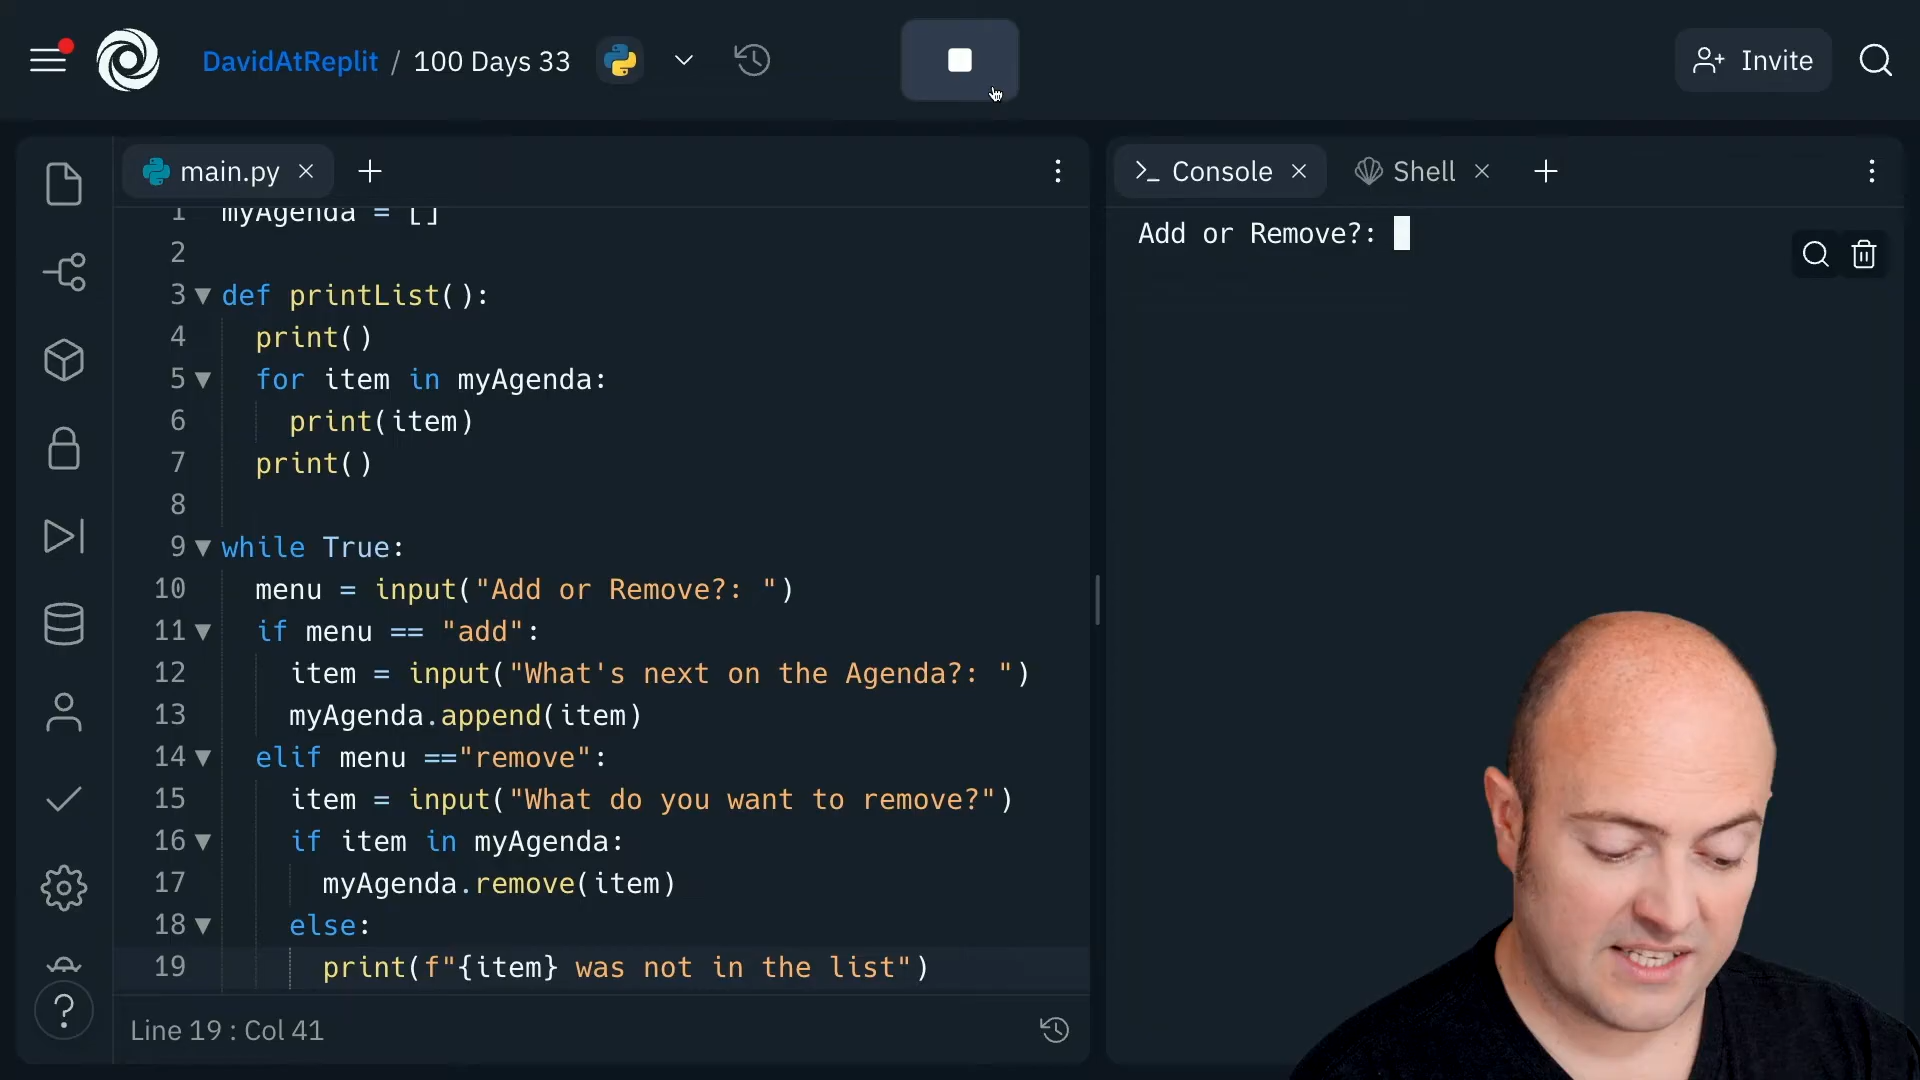 DavidAtReplit / 100 Days 33
Invite
main.py
Console
Shell
1 myAgenda = []
2
3 def printList():
4 print()
5 for item in myAgenda:
6 print(item)
7 print()
8
9 while True:
10 menu = input("Add or Remove?: ")
11 if menu == "add":
12 item = input("What's next on the Agenda?: ")
13 myAgenda.append(item)
14 elif menu =="remove":
15 item = input("What do you want to remove?")
16 if item in myAgenda:
17 myAgenda.remove(item)
18 else:
19 print(f"{item} was not in the list")
Line 19 : Col 41
Add or Remove?: